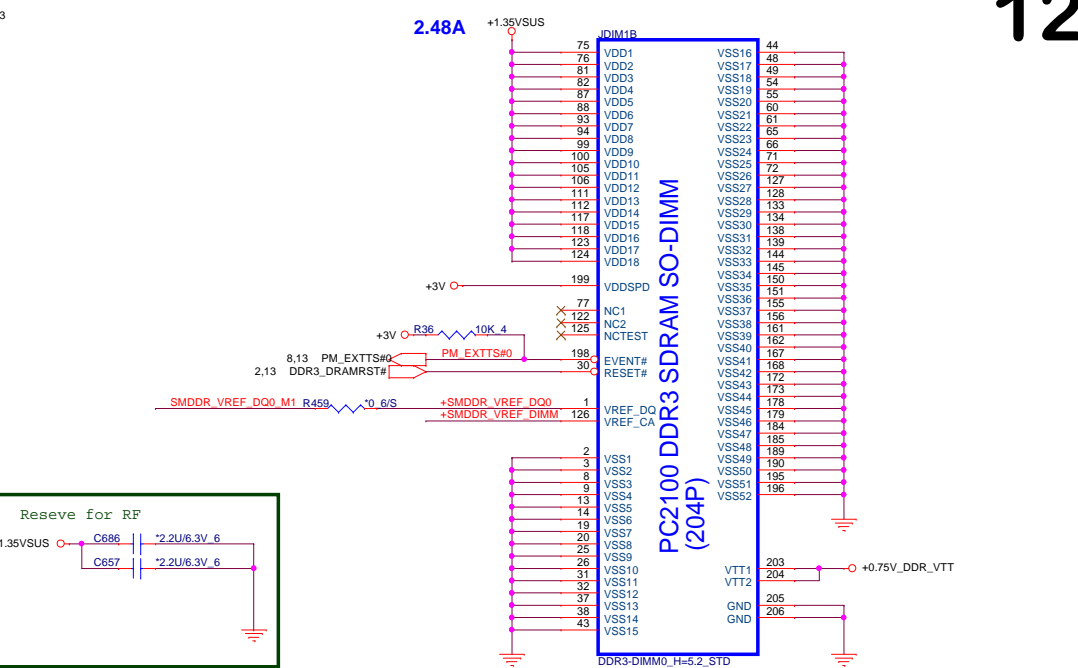 3
12
2.48A
+1.35VSUS
JDIM1B
75 VDD1
76 VDD2
81 VDD3
82 VDD4
87 VDD5
88 VDD6
93 VDD7
94 VDD8
99 VDD9
100 VDD10
105 VDD11
106 VDD12
111 VDD13
112 VDD14
117 VDD15
118 VDD16
123 VDD17
124 VDD18
+3V 199 VDDSPD
77 NC1
122 NC2
125 NCTEST
+3V R36 10K_4
8,13 PM_EXTTS#0 PM_EXTTS#0 198 EVENT#
2,13 DDR3_DRAMRST# 30 RESET#
SMDDR_VREF_DQ0_M1 R459 *0_6/S +SMDDR_VREF_DQ0 1 VREF_DQ
+SMDDR_VREF_DIMM 126 VREF_CA
2 VSS1
3 VSS2
8 VSS3
9 VSS4
13 VSS5
14 VSS6
19 VSS7
20 VSS8
25 VSS9
26 VSS10
31 VSS11
32 VSS12
37 VSS13
38 VSS14
43 VSS15
PC2100 DDR3 SDRAM SO-DIMM
(204P)
VSS16 44
VSS17 48
VSS18 49
VSS19 54
VSS20 55
VSS21 60
VSS22 61
VSS23 65
VSS24 66
VSS25 71
VSS26 72
VSS27 127
VSS28 128
VSS29 133
VSS30 134
VSS31 138
VSS32 139
VSS33 144
VSS34 145
VSS35 150
VSS36 151
VSS37 155
VSS38 156
VSS39 161
VSS40 162
VSS41 167
VSS42 168
VSS43 172
VSS44 173
VSS45 178
VSS46 179
VSS47 184
VSS48 185
VSS49 189
VSS50 190
VSS51 195
VSS52 196
VTT1 203 +0.75V_DDR_VTT
VTT2 204
GND 205
GND 206
DDR3-DIMM0_H=5.2_STD
Reseve for RF
1.35VSUS C686 *2.2U/6.3V_6
C657 *2.2U/6.3V_6